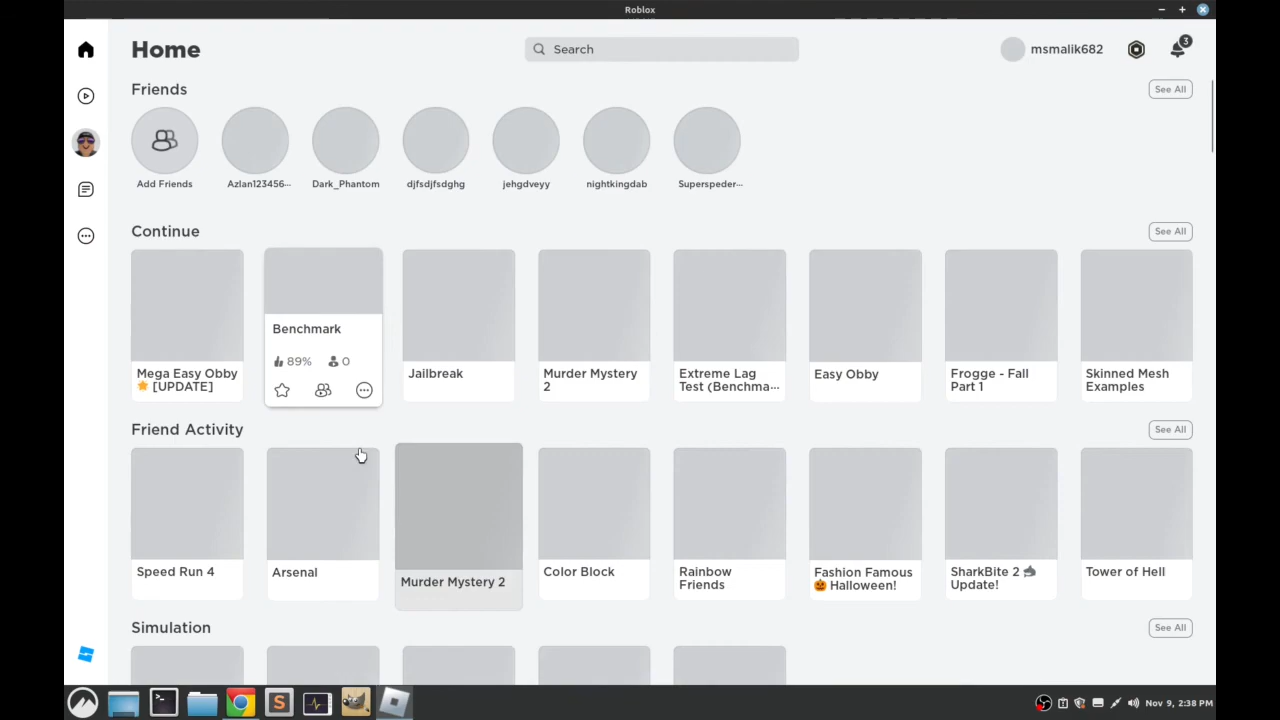 Roblox
Home
Search
msmalik682
3
Friends
See All
Add Friends
Azlan123456...
Dark_Phantom
djfsdjfsdghg
jehgdveyy
nightkingdab
Superspeder...
Continue
See All
Mega Easy Obby
⭐ [UPDATE]
Benchmark
89%
0
Jailbreak
Murder Mystery
2
Extreme Lag
Test (Benchma...
Easy Obby
Frogge - Fall
Part 1
Skinned Mesh
Examples
Friend Activity
See All
Speed Run 4
Arsenal
Murder Mystery 2
Color Block
Rainbow
Friends
Fashion Famous
🎃 Halloween!
SharkBite 2 🦈
Update!
Tower of Hell
Simulation
See All
Nov 9, 2:38 PM